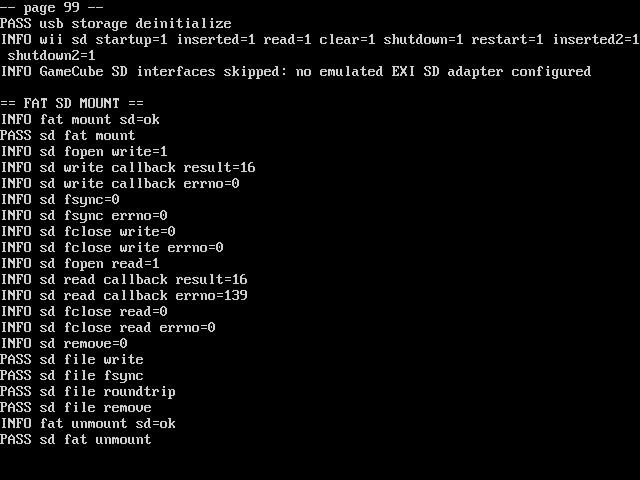 -- page 99 --
PASS usb storage deinitialize
INFO wii sd startup=1 inserted=1 read=1 clear=1 shutdown=1 restart=1 inserted2=1
 shutdown2=1
INFO GameCube SD interfaces skipped: no emulated EXI SD adapter configured
== FAT SD MOUNT ==
INFO fat mount sd=ok
PASS sd fat mount
INFO sd fopen write=1
INFO sd write callback result=16
INFO sd write callback errno=0
INFO sd fsync=0
INFO sd fsync errno=0
INFO sd fclose write=0
INFO sd fclose write errno=0
INFO sd fopen read=1
INFO sd read callback result=16
INFO sd read callback errno=139
INFO sd fclose read=0
INFO sd fclose read errno=0
INFO sd remove=0
PASS sd file write
PASS sd file fsync
PASS sd file roundtrip
PASS sd file remove
INFO fat unmount sd=ok
PASS sd fat unmount